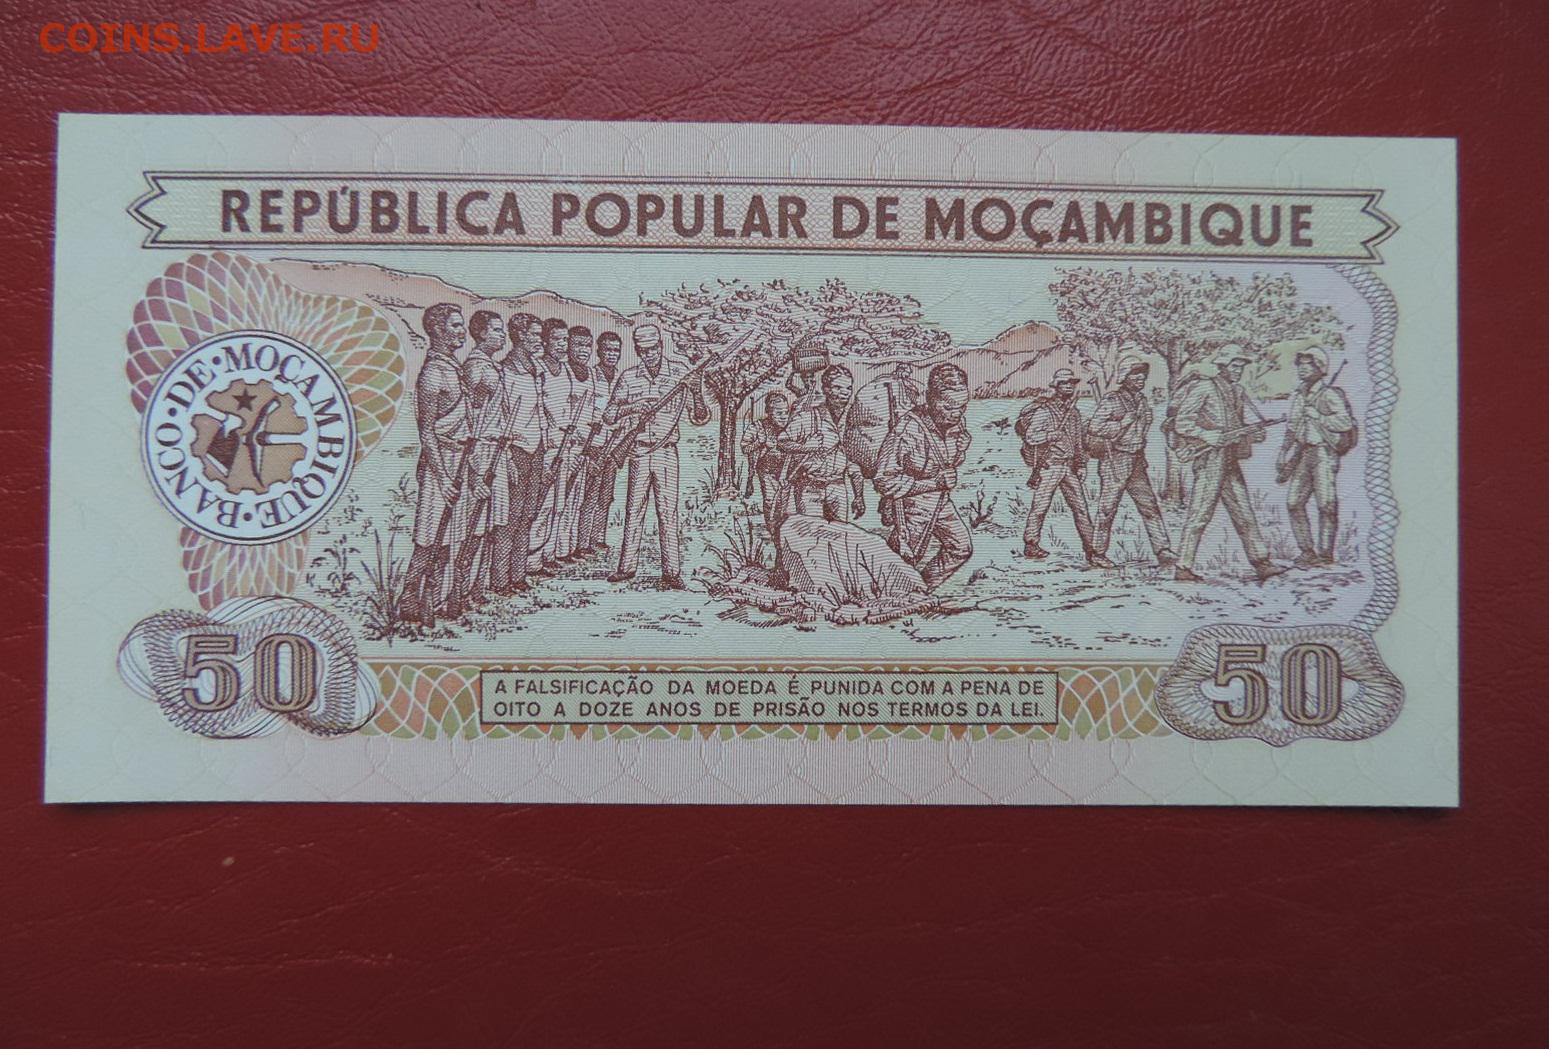 COINS.LAVE.RU
REPÚBLICA POPULAR DE MOÇAMBIQUE
BANCO·DE·MOÇAMBIQUE·
50
A FALSIFICAÇÃO DA MOEDA É PUNIDA COM A PENA DE
OITO A DOZE ANOS DE PRISÃO NOS TERMOS DA LEI.
50